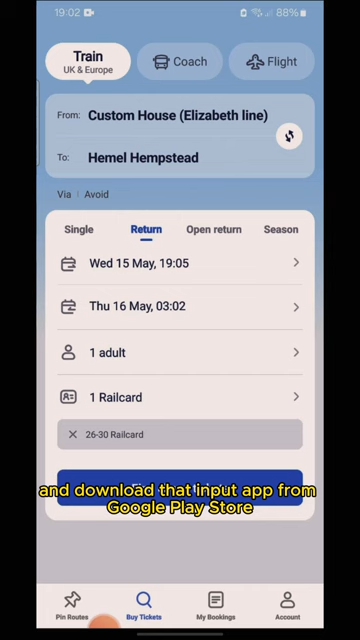 19:02
88%
Train
UK & Europe
Coach
Flight
From: Custom House (Elizabeth line)
To: Hemel Hempstead
Via Avoid
Single Return Open return Season
Wed 15 May, 19:05
Thu 16 May, 03:02
1 adult
1 Railcard
26-30 Railcard
and download that input app from
Google Play Store
Pin Routes Buy Tickets My Bookings Account